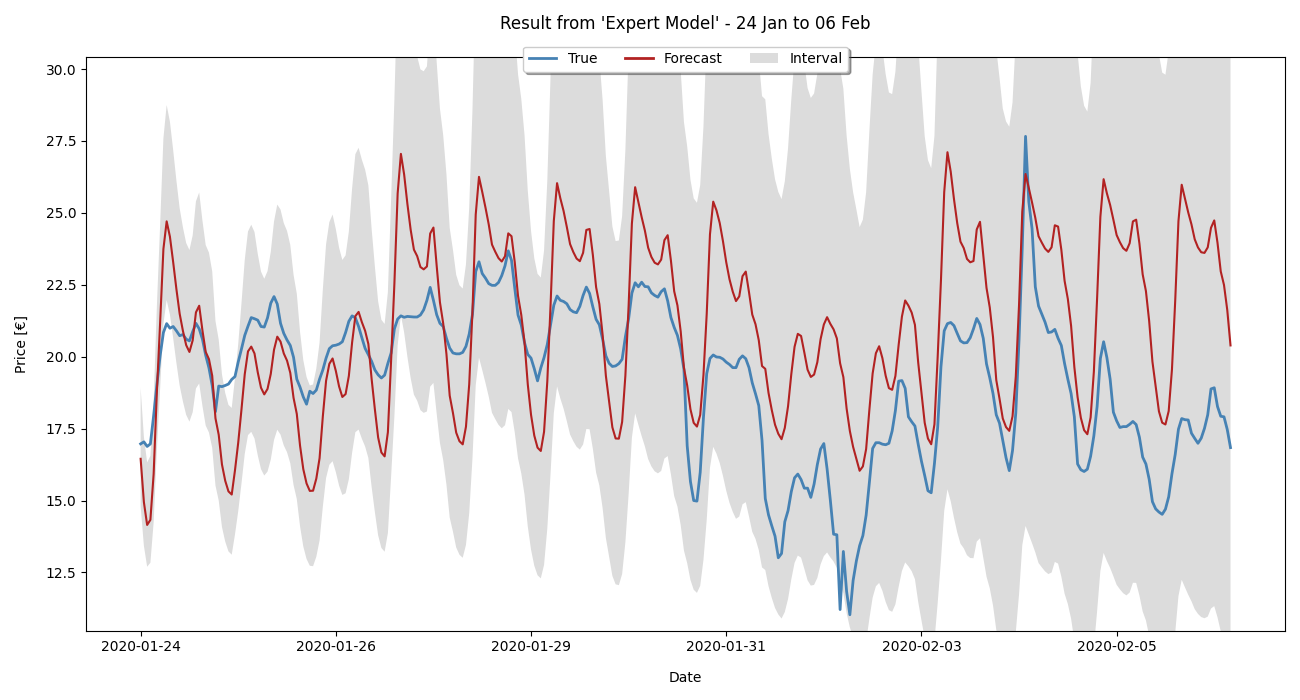 Result from 'Expert Model' - 24 Jan to 06 Feb
True Forecast Interval
30.0
27.5
25.0
22.5
20.0
17.5
15.0
12.5
Price [€]
2020-01-24 2020-01-26 2020-01-29 2020-01-31 2020-02-03 2020-02-05
Date